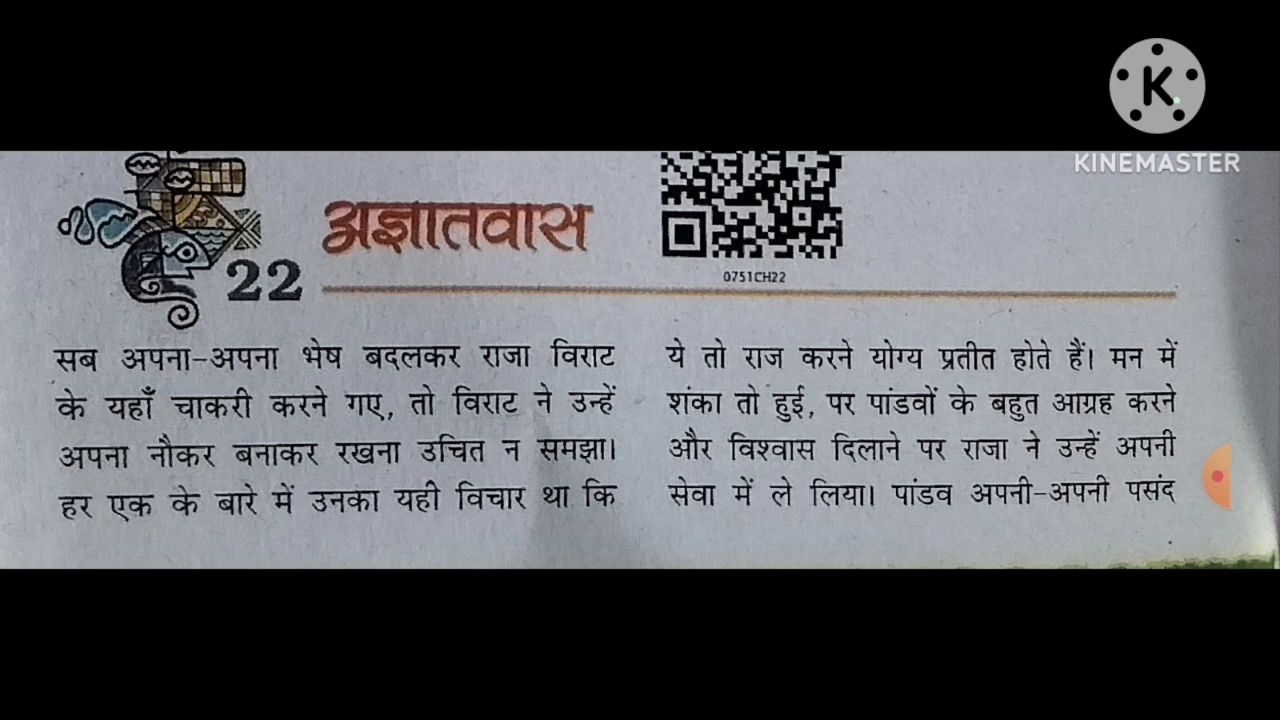 KINEMASTER
अज्ञातवास
22
0751CH22
सब अपना-अपना भेष बदलकर राजा विराट
के यहाँ चाकरी करने गए, तो विराट ने उन्हें
अपना नौकर बनाकर रखना उचित न समझा।
हर एक के बारे में उनका यही विचार था कि
ये तो राज करने योग्य प्रतीत होते हैं। मन में
शंका तो हुई, पर पांडवों के बहुत आग्रह करने
और विश्वास दिलाने पर राजा ने उन्हें अपनी
सेवा में ले लिया। पांडव अपनी-अपनी पसंद